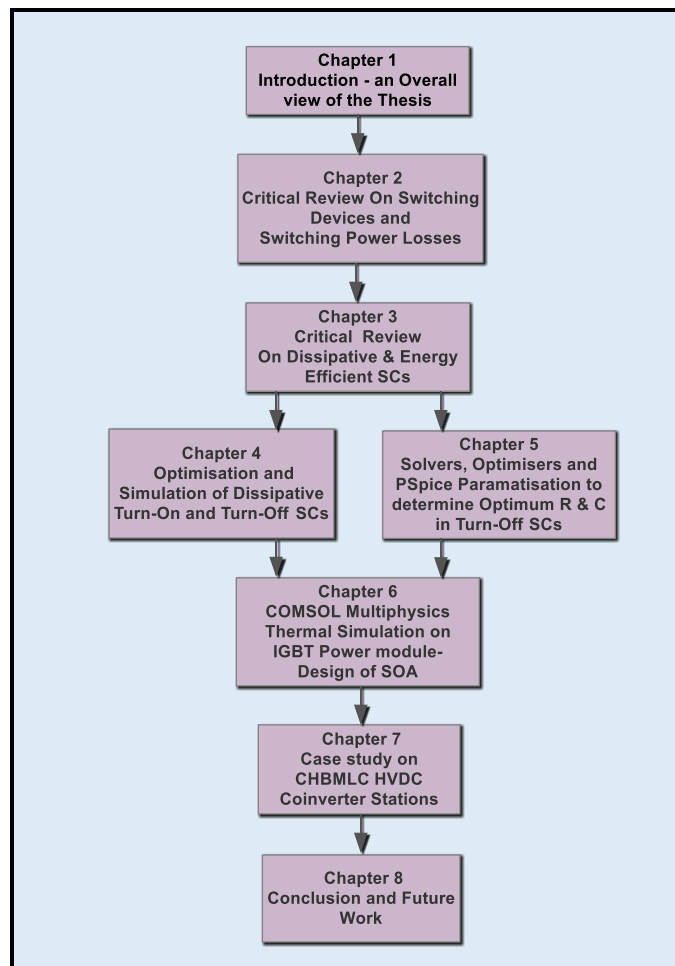 Chapter 1
Introduction - an Overall
view of the Thesis
Chapter 2
Critical Review On Switching
Devices and
Switching Power Losses
Chapter 3
Critical Review
On Dissipative & Energy
Efficient SCs
Chapter 4
Optimisation and
Simulation of Dissipative
Turn-On and Turn-Off SCs
Chapter 5
Solvers, Optimisers and
PSpice Paramatisation to
determine Optimum R & C
in Turn-Off SCs
Chapter 6
COMSOL Multiphysics
Thermal Simulation on
IGBT Power module-
Design of SOA
Chapter 7
Case study on
CHBMLC HVDC
Coinverter Stations
Chapter 8
Conclusion and Future
Work